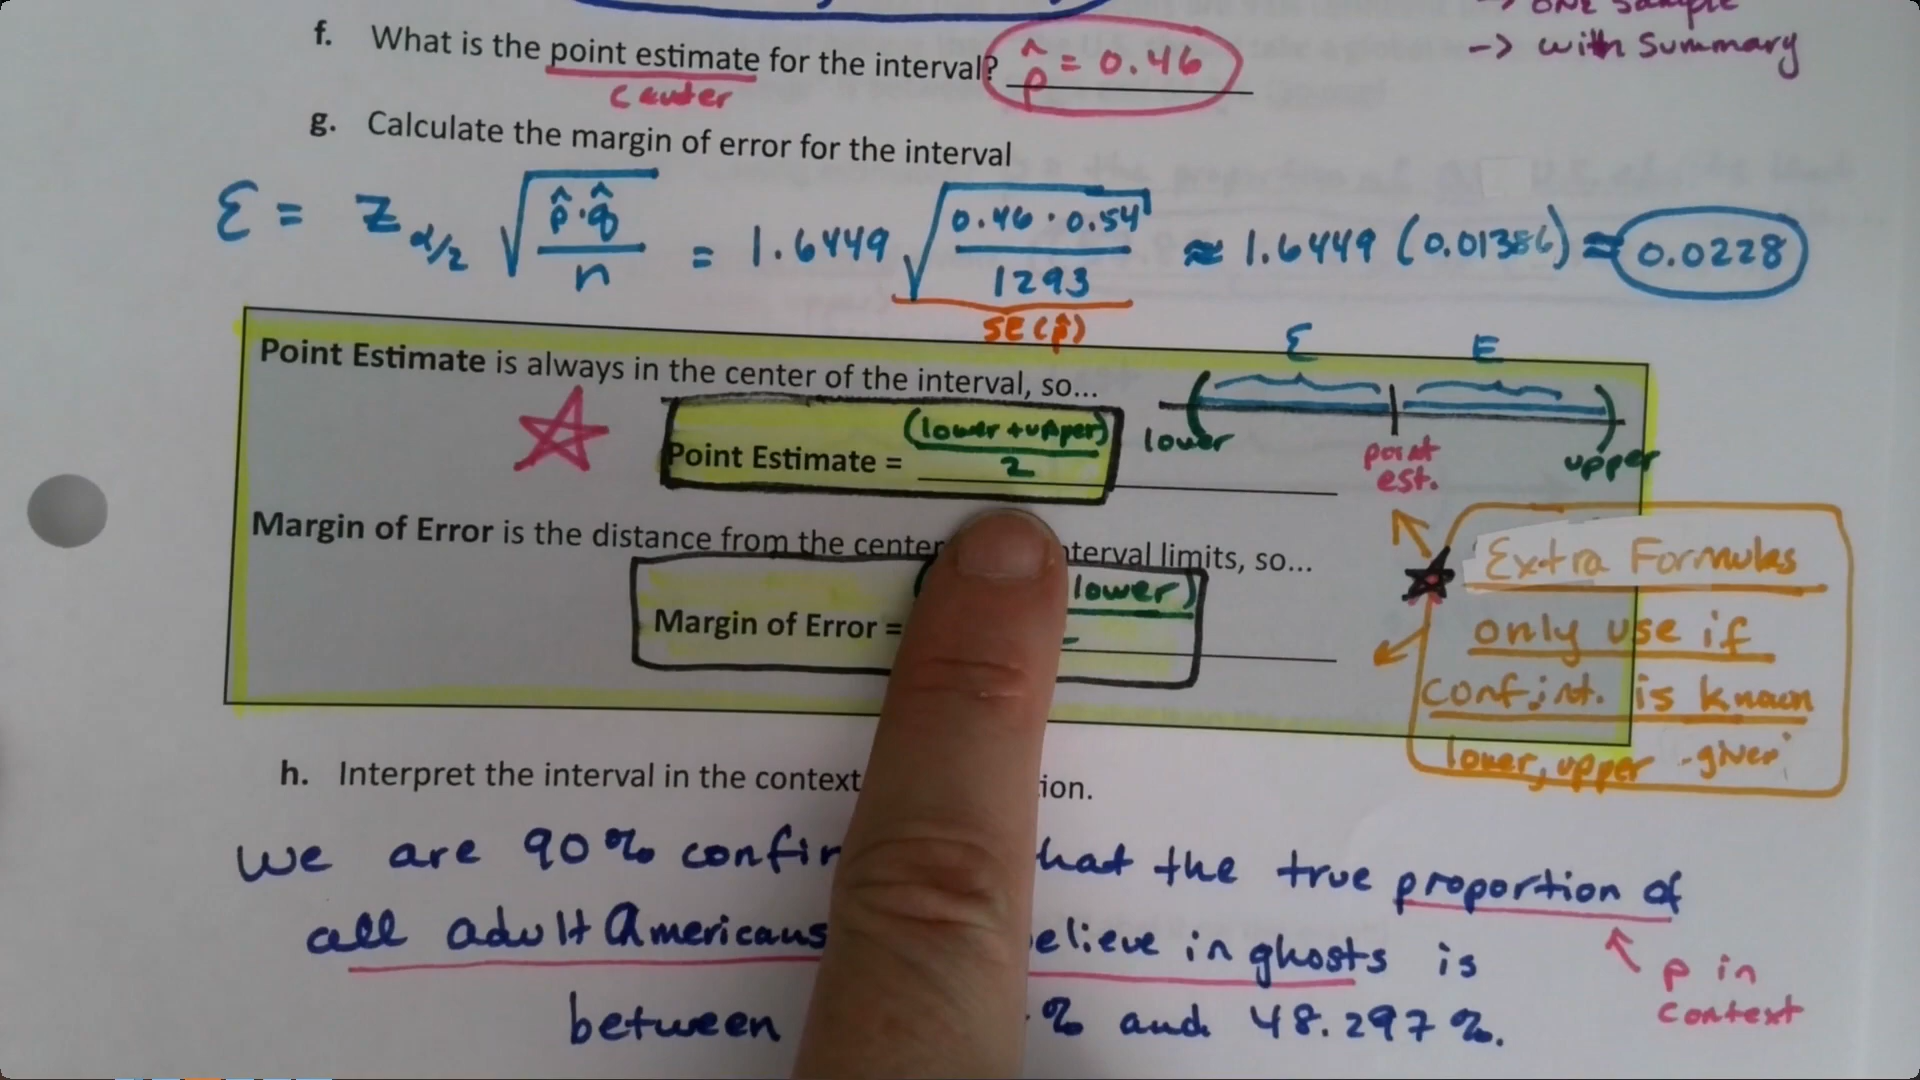 -> one sample
-> with summary
f. What is the point estimate for the interval? p̂ = 0.46
center
g. Calculate the margin of error for the interval
Ɛ = z α/2 √(p̂·q̂ / n) = 1.6449 √(0.46 · 0.54 / 1293) ≈ 1.6449 (0.01386) ≈ 0.0228
SE(p̂)
Ɛ E
Point Estimate is always in the center of the interval, so...
Point Estimate = (lower + upper) / 2
lower point est. upper
Margin of Error is the distance from the center terval limits, so...
Margin of Error = lower)
Extra Formulas
only use if
conf. int. is known
lower, upper - given
h. Interpret the interval in the context ion.
we are 90% confi hat the true proportion of
all adult Americans elieve in ghosts is
between % and 48.297%.
p in
context